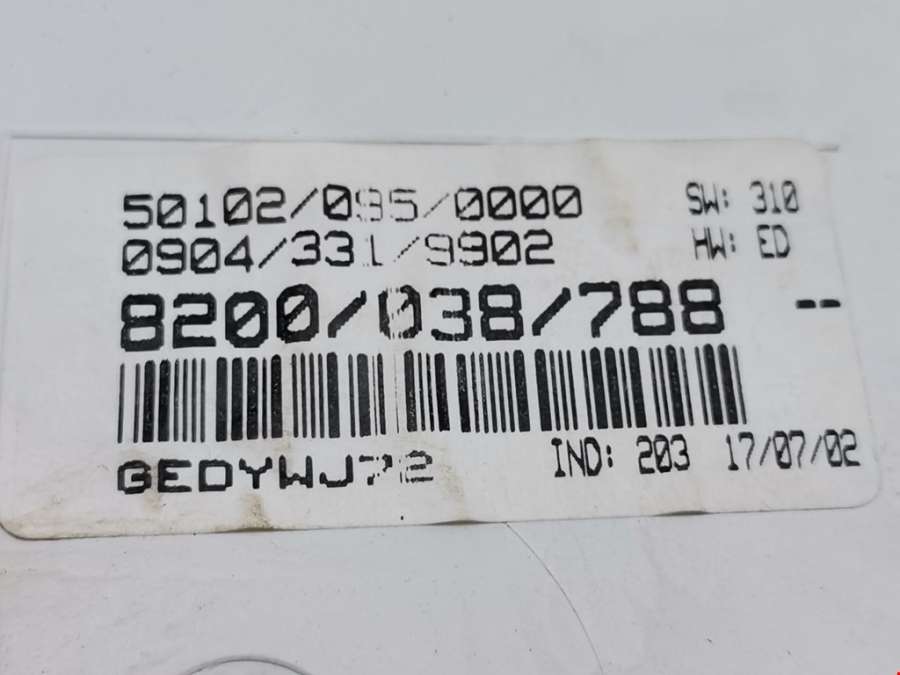 50102/095/0000
SW: 310
0904/331/9902
HW: ED
8200/038/788 --
GEDYWJ72
IND: 203 17/07/02